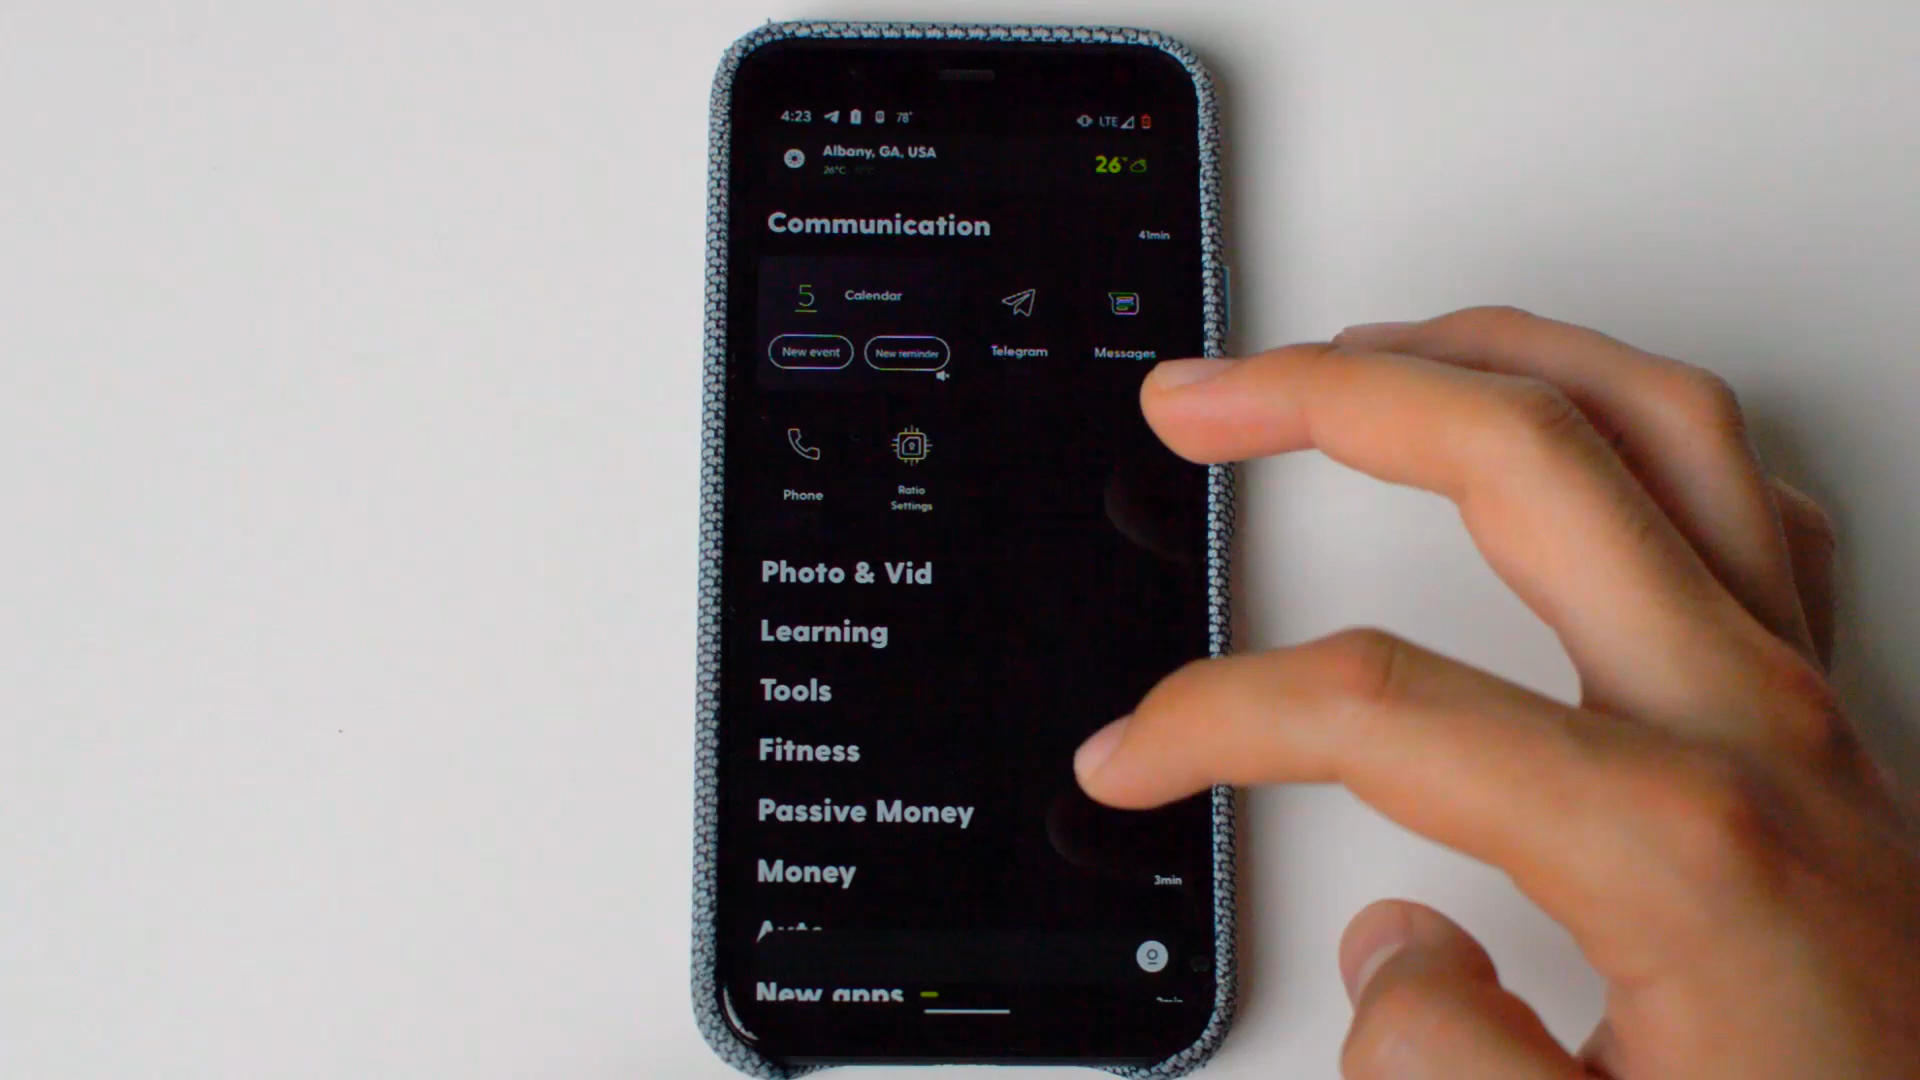 4:23 78° LTE
Albany, GA, USA
26°C
26°
Communication
41min
5 Calendar
New event
New reminder
Telegram
Messages
Phone
Ratio
Settings
Photo & Vid
Learning
Tools
Fitness
Passive Money
Money
3min
New apps